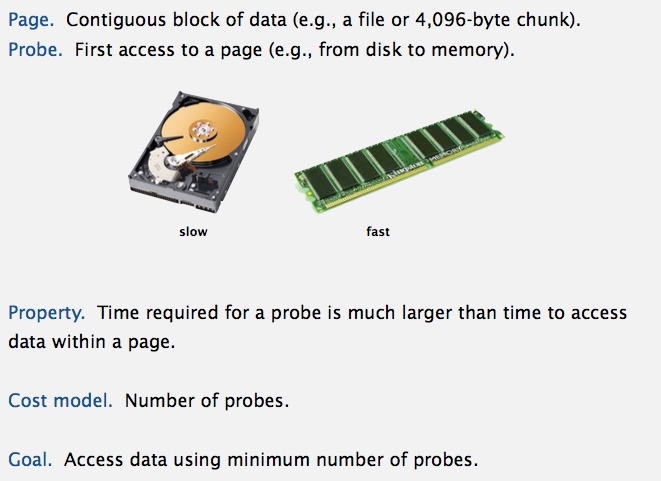 Page. Contiguous block of data (e.g., a file or 4,096-byte chunk).
Probe. First access to a page (e.g., from disk to memory).
Kingston MEMORY
slow
fast
Property. Time required for a probe is much larger than time to access
data within a page.
Cost model. Number of probes.
Goal. Access data using minimum number of probes.